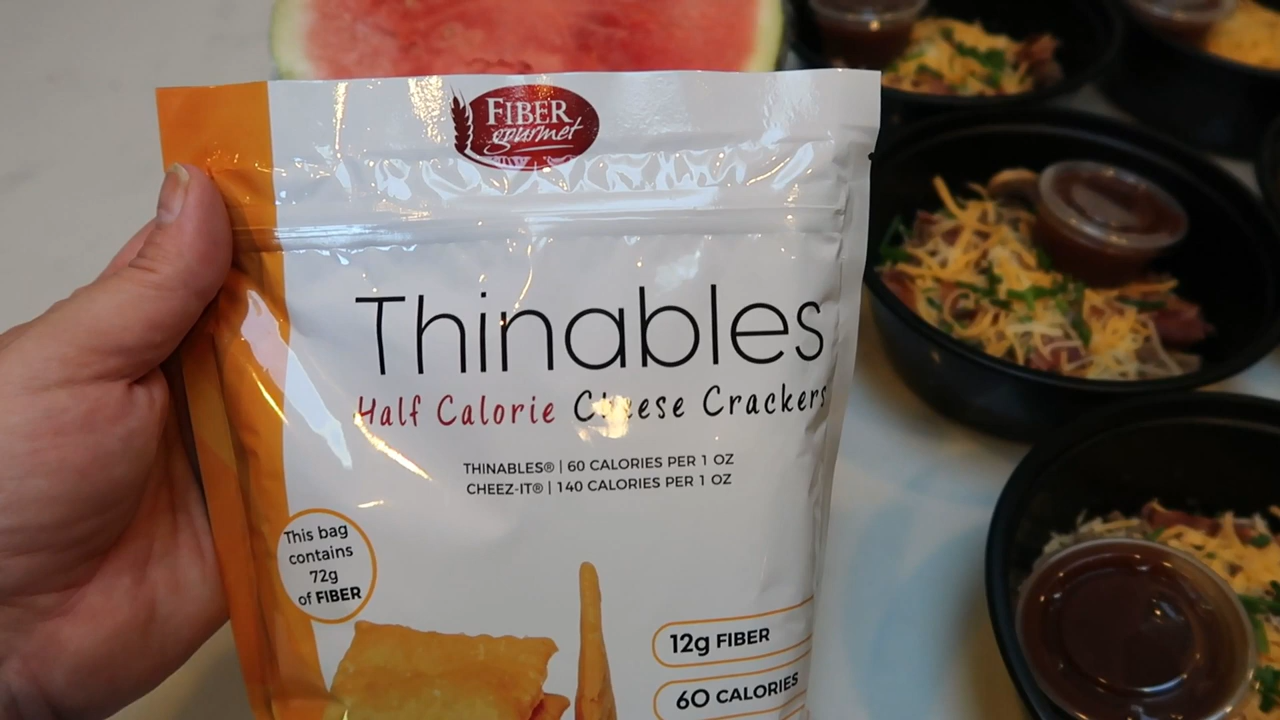 FIBER
gourmet
Thinables
Half Calorie Cheese Crackers
THINABLES® | 60 CALORIES PER 1 OZ
CHEEZ-IT® | 140 CALORIES PER 1 OZ
This bag
contains
72g
of FIBER
12g FIBER
60 CALORIES